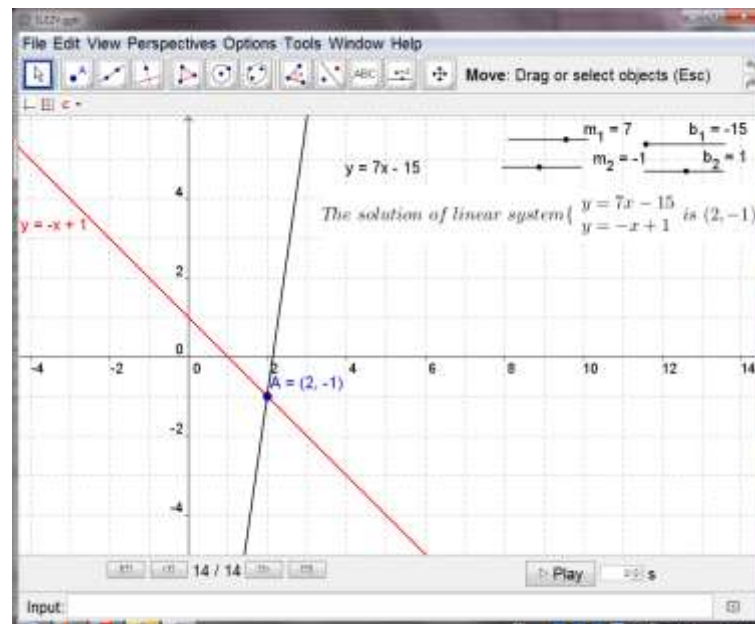 File Edit View Perspectives Options Tools Window Help
ABC
Move: Drag or select objects (Esc)
m₁ = 7 b₁ = -15
m₂ = -1 b₂ = 1
y = 7x - 15
The solution of linear system{ y = 7x − 15
y = −x + 1 is (2, −1)
y = -x + 1
4
2
0
-4 -2 0 2 4 6 8 10 12 14
A = (2, -1)
-2
-4
14 / 14
Play s
Input: